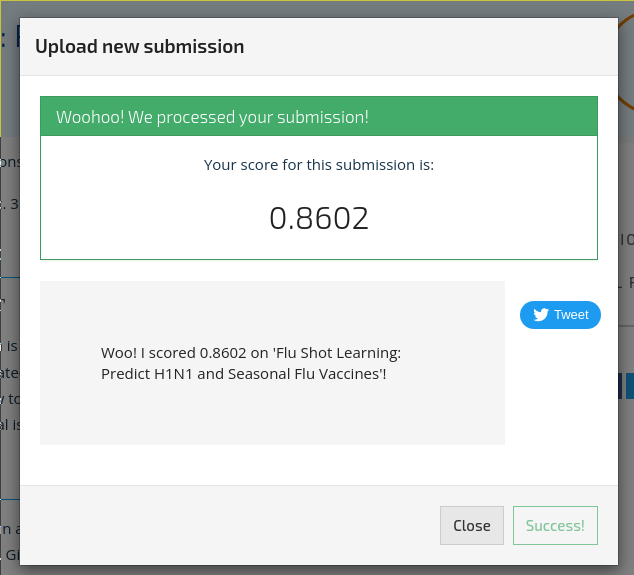 Upload new submission
Woohoo! We processed your submission!
Your score for this submission is:
0.8602
Tweet
Woo! I scored 0.8602 on 'Flu Shot Learning:
Predict H1N1 and Seasonal Flu Vaccines'!
Close
Success!